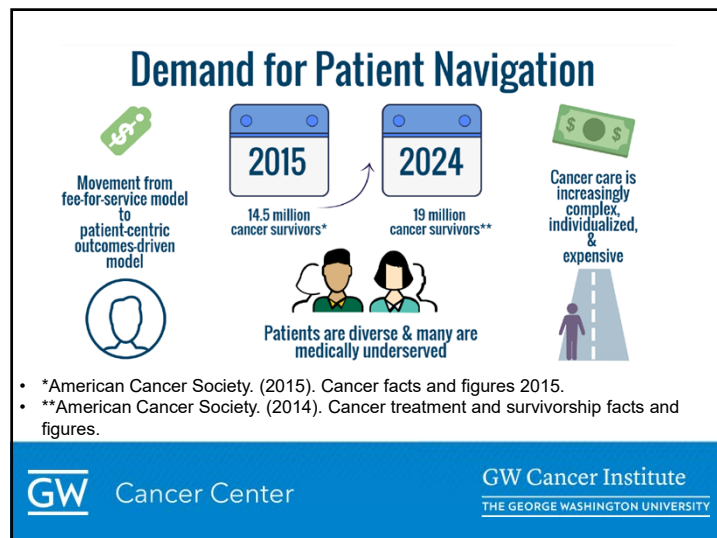 Demand for Patient Navigation
Movement from
fee-for-service model
to
patient-centric
outcomes-driven
model
2015
14.5 million
cancer survivors*
2024
19 million
cancer survivors**
Patients are diverse & many are
medically underserved
$
$ $
Cancer care is
increasingly
complex,
individualized,
&
expensive
• *American Cancer Society. (2015). Cancer facts and figures 2015.
• **American Cancer Society. (2014). Cancer treatment and survivorship facts and
figures.
GW Cancer Center
GW Cancer Institute
THE GEORGE WASHINGTON UNIVERSITY